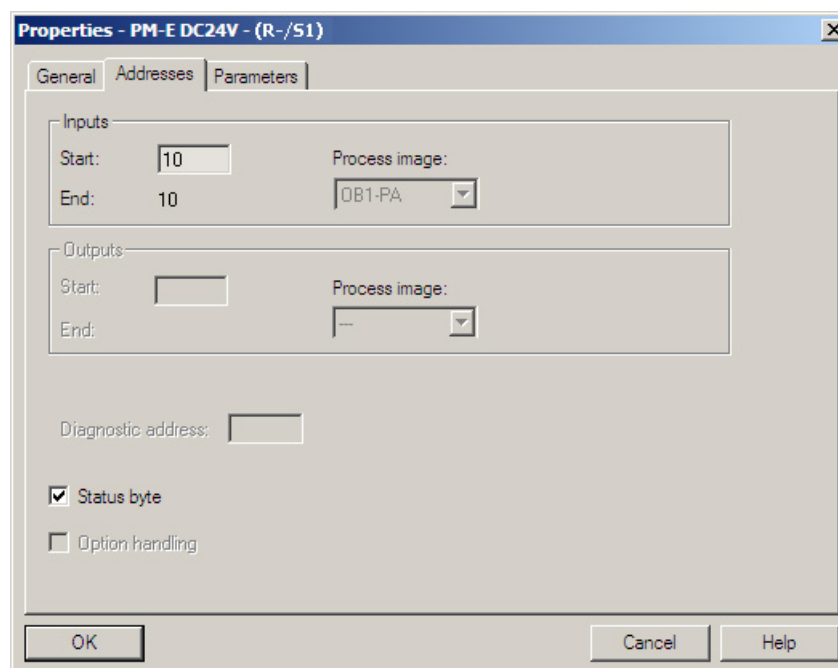 Properties - PM-E DC24V - (R-/S1)
General Addresses Parameters
Inputs
Start: 10 Process image:
End: 10 OB1-PA
Outputs
Start: Process image:
End: ---
Diagnostic address:
Status byte
Option handling
OK Cancel Help